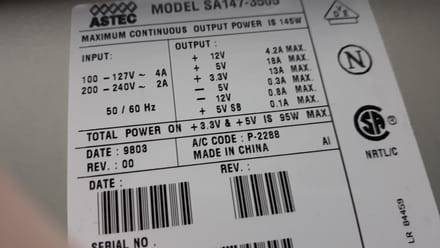 ASTEC
MODEL SA147-3505
MAXIMUM CONTINUOUS OUTPUT POWER IS 145W
INPUT:
100 - 127V ~ 4A
200 - 240V ~ 2A
50 / 60 Hz
OUTPUT :
+ 12V 4.2A MAX.
+ 5V 18A MAX.
+ 3.3V 13A MAX.
- 5V 0.3A MAX.
- 12V 0.8A MAX.
+ 5V SB 0.1A MAX.
TOTAL POWER ON +3.3V & +5V IS 95W MAX.
DATE : 9803
REV. : 00
A/C CODE : P-2288
MADE IN CHINA
AI
DATE :
REV. :
SERIAL NO.
VDE
N
SA
NRTL/C
LR 84459